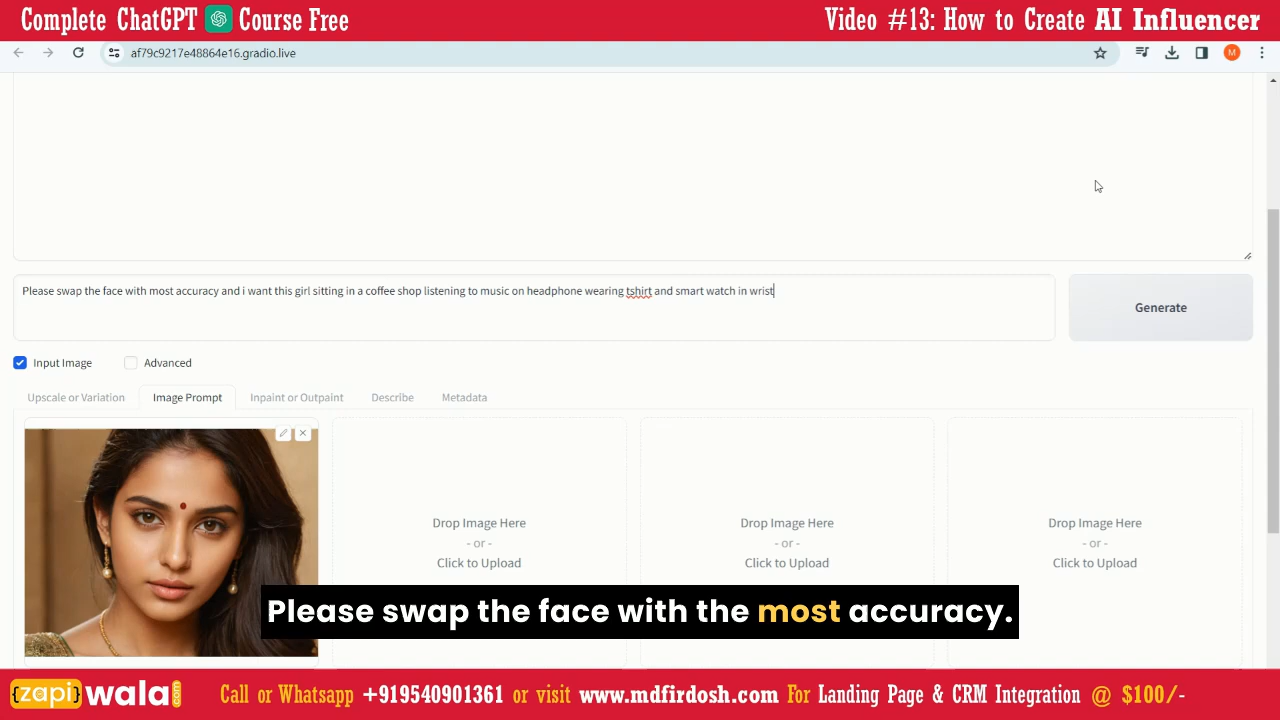 Complete ChatGPT Course Free
Video #13: How to Create AI Influencer
af79c9217e48864e16.gradio.live
M
Please swap the face with most accuracy and i want this girl sitting in a coffee shop listening to music on headphone wearing tshirt and smart watch in wrist
Generate
Input Image
Advanced
Upscale or Variation
Image Prompt
Inpaint or Outpaint
Describe
Metadata
Drop Image Here
- or -
Click to Upload
Drop Image Here
- or -
Click to Upload
Drop Image Here
- or -
Click to Upload
Please swap the face with the most accuracy.
{zapi}wala.com
Call or Whatsapp +919540901361 or visit www.mdfirdosh.com For Landing Page & CRM Integration @ $100/-